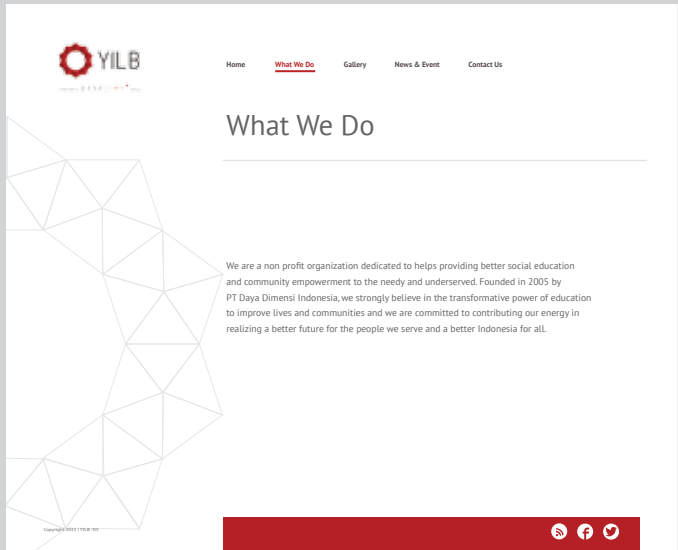 YILB
Home
What We Do
Gallery
News & Event
Contact Us
What We Do
We are a non profit organization dedicated to helps providing better social education
and community empowerment to the needy and underserved. Founded in 2005 by
PT Daya Dimensi Indonesia, we strongly believe in the transformative power of education
to improve lives and communities and we are committed to contributing our energy in
realizing a better future for the people we serve and a better Indonesia for all.
Copyright